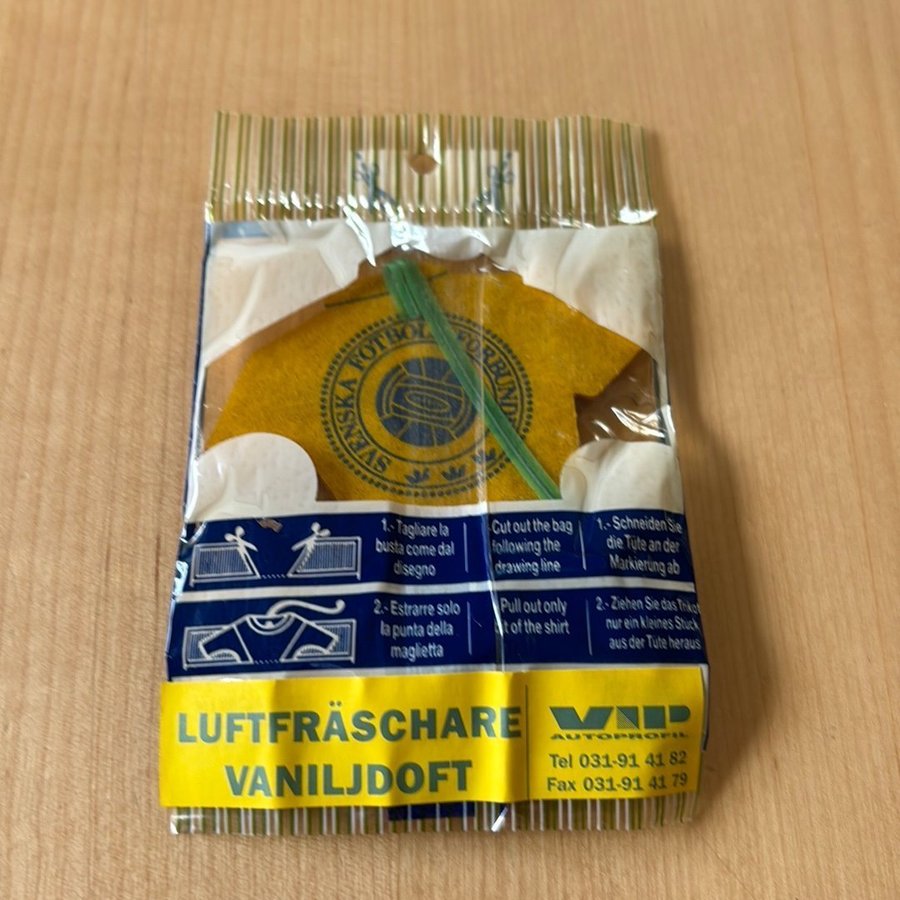 SVENSKA FOTBOLLFÖRBUNDET
1.- Tagliare la
busta come dal
disegno
Cut out the bag
following the
drawing line
1.- Schneiden Sie
die Tüte an der
Markierung ab
2.- Estrarre solo
la punta della
maglietta
Pull out only
of the shirt
2.- Ziehen Sie das Trikot
nur ein kleines Stück
aus der Tüte heraus
LUFTFRÄSCHARE
VANILJDOFT
VIP
AUTOPROFIL
Tel 031-91 41 82
Fax 031-91 41 79